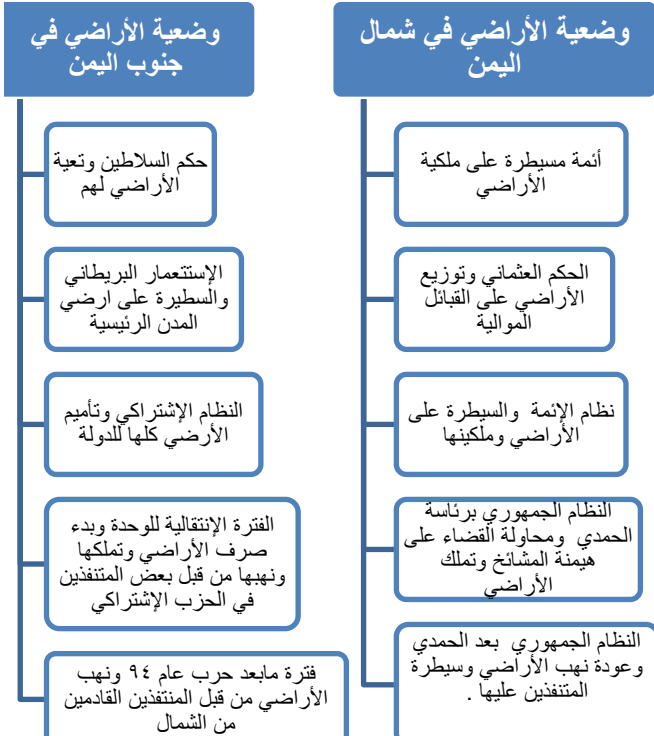 وضعية الأراضي في شمال
اليمن
أئمة مسيطرة على ملكية
الأراضي
الحكم العثماني وتوزيع
الأراضي على القبائل
الموالية
نظام الإئمة والسيطرة على
الأراضي وملكينها
النظام الجمهوري برئاسة
الحمدي ومحاولة القضاء على
هيمنة المشائخ وتملك
الأراضي
النظام الجمهوري بعد الحمدي
وعودة نهب الأراضي وسيطرة
المتنفذين عليها .
وضعية الأراضي في
جنوب اليمن
حكم السلاطين وتعية
الأراضي لهم
الإستتعمار البريطاني
والسطيرة على ارضي
المدن الرئيسية
النظام الإشتراكي وتأميم
الأرضي كلها للدولة
الفترة الإنتقالية للوحدة وبدء
صرف الأراضي وتملكها
ونهبها من قبل بعض المتنفذين
في الحزب الإشتراكي
فترة مابعد حرب عام ٩٤ ونهب
الأراضي من قبل المنتفذين القادمين
من الشمال